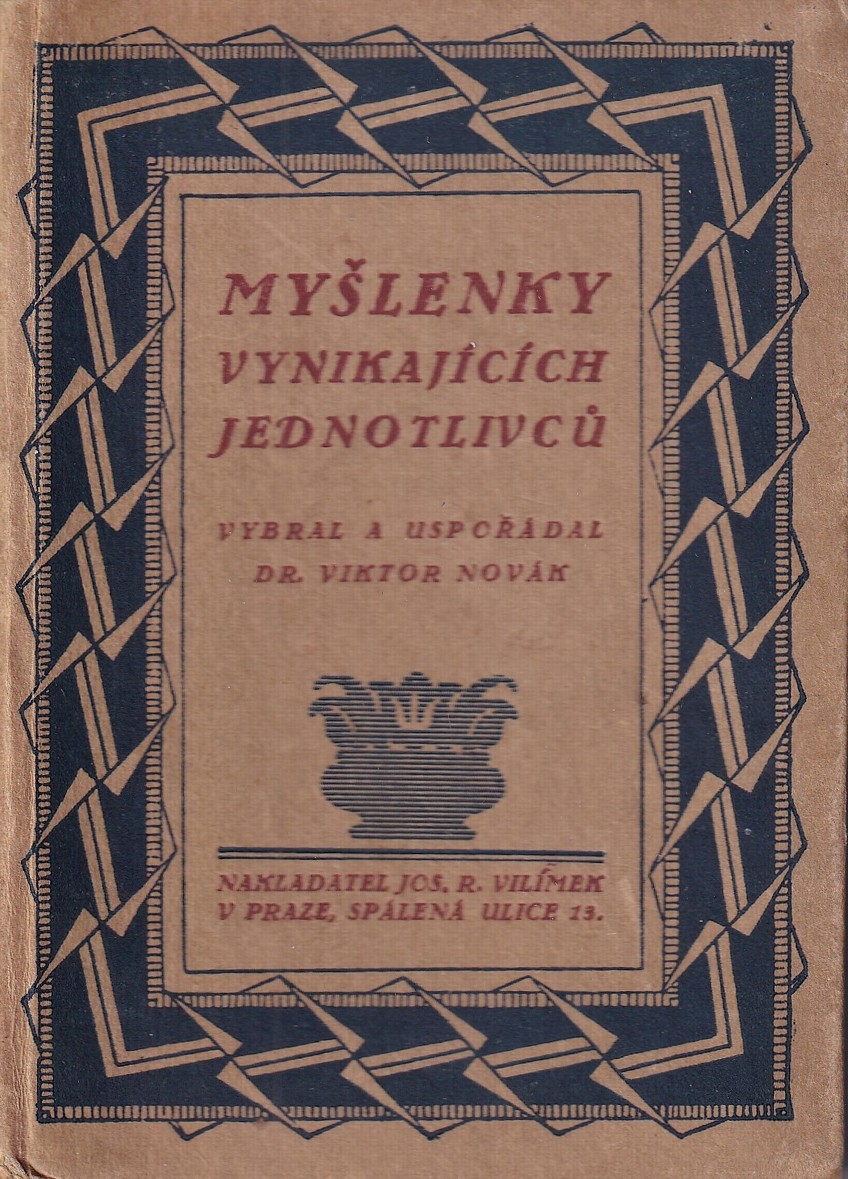 MYŠLENKY
VYNIKAJÍCÍCH
JEDNOTLIVCŮ
VYBRAL A USPOŘÁDAL
DR. VIKTOR NOVÁK
NAKLADATEL JOS. R. VILÍMEK
V PRAZE, SPÁLENÁ ULICE 13.